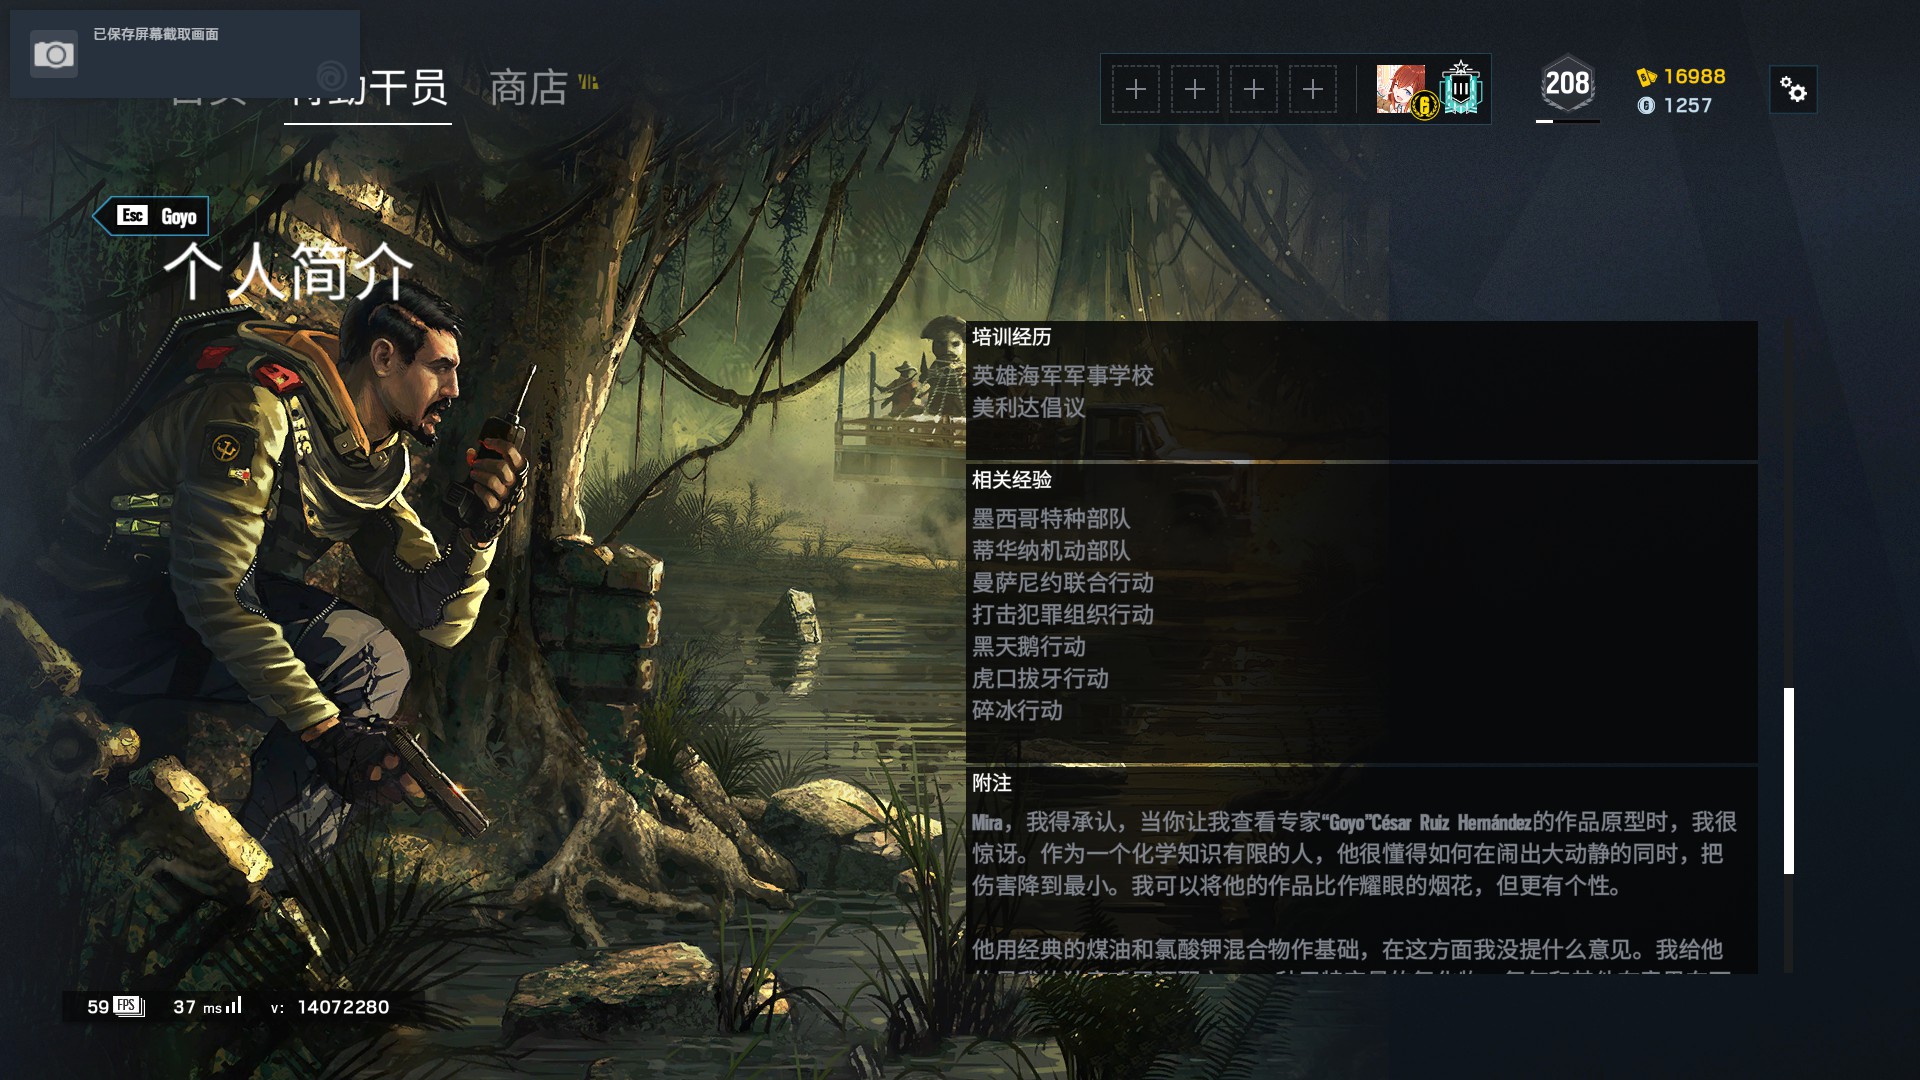 已保存屏幕截取画面
特勤干员
商店
208
16988
1257
Esc Goyo
个人简介
培训经历
英雄海军军事学校
美利达倡议
相关经验
墨西哥特种部队
蒂华纳机动部队
曼萨尼约联合行动
打击犯罪组织行动
黑天鹅行动
虎口拔牙行动
碎冰行动
附注
Mira，我得承认，当你让我查看专家“Goyo”César Ruiz Hernández的作品原型时，我很
惊讶。作为一个化学知识有限的人，他很懂得如何在闹出大动静的同时，把
伤害降到最小。我可以将他的作品比作耀眼的烟花，但更有个性。
他用经典的煤油和氯酸钾混合物作基础，在这方面我没提什么意见。我给他
59 FPS 37 ms v: 14072280